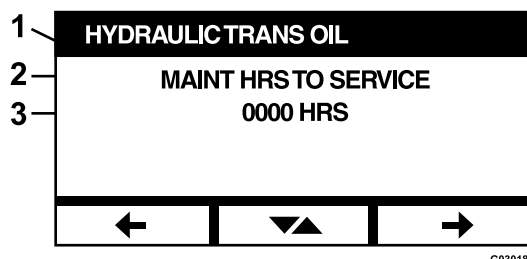 1 HYDRAULIC TRANS OIL
2 MAINT HRS TO SERVICE
3 0000 HRS